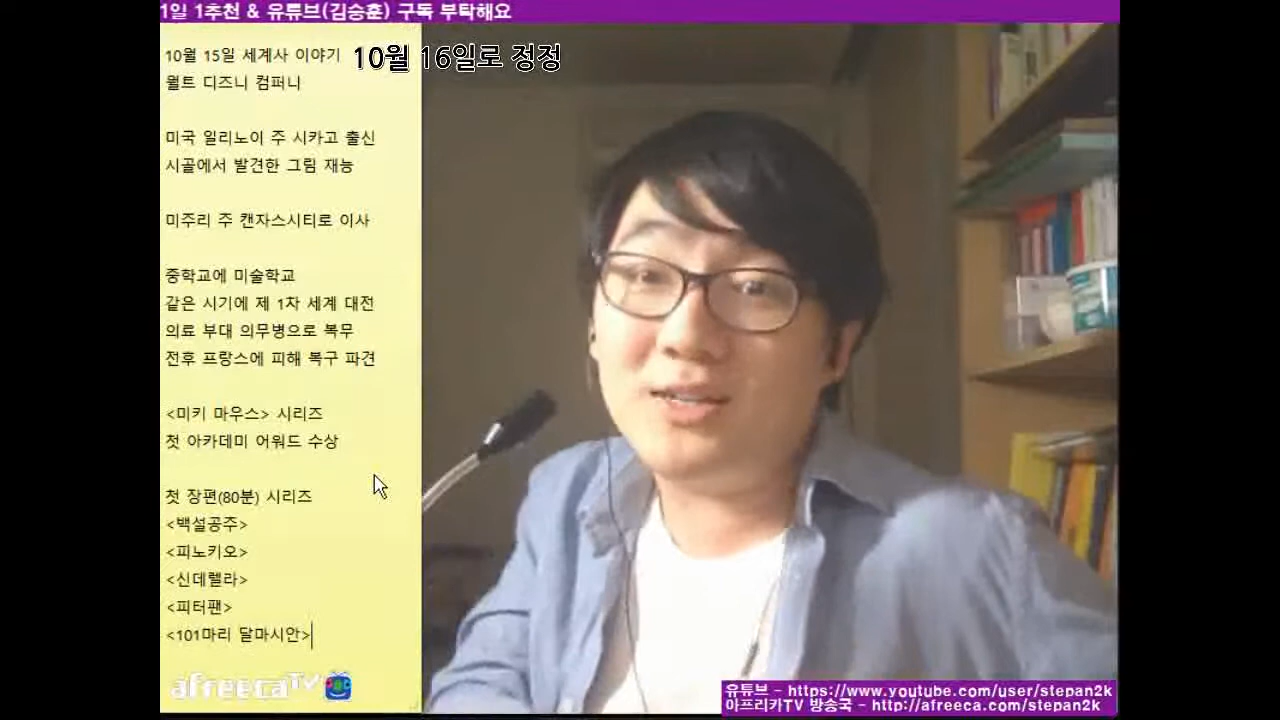 1일 1추천 & 유튜브(김승훈) 구독 부탁해요
10월 15일 세계사 이야기
10월 16일로 정정
월트 디즈니 컴퍼니
미국 일리노이 주 시카고 출신
시골에서 발견한 그림 재능
미주리 주 캔자스시티로 이사
중학교에 미술학교
같은 시기에 제 1차 세계 대전
의료 부대 의무병으로 복무
전후 프랑스에 피해 복구 파견
<미키 마우스> 시리즈
첫 아카데미 어워드 수상
첫 장편(80분) 시리즈
<백설공주>
<피노키오>
<신데렐라>
<피터팬>
<101마리 달마시안>
afreecaTV
유튜브 - https://www.youtube.com/user/stepan2k
아프리카TV 방송국 - http://afreeca.com/stepan2k